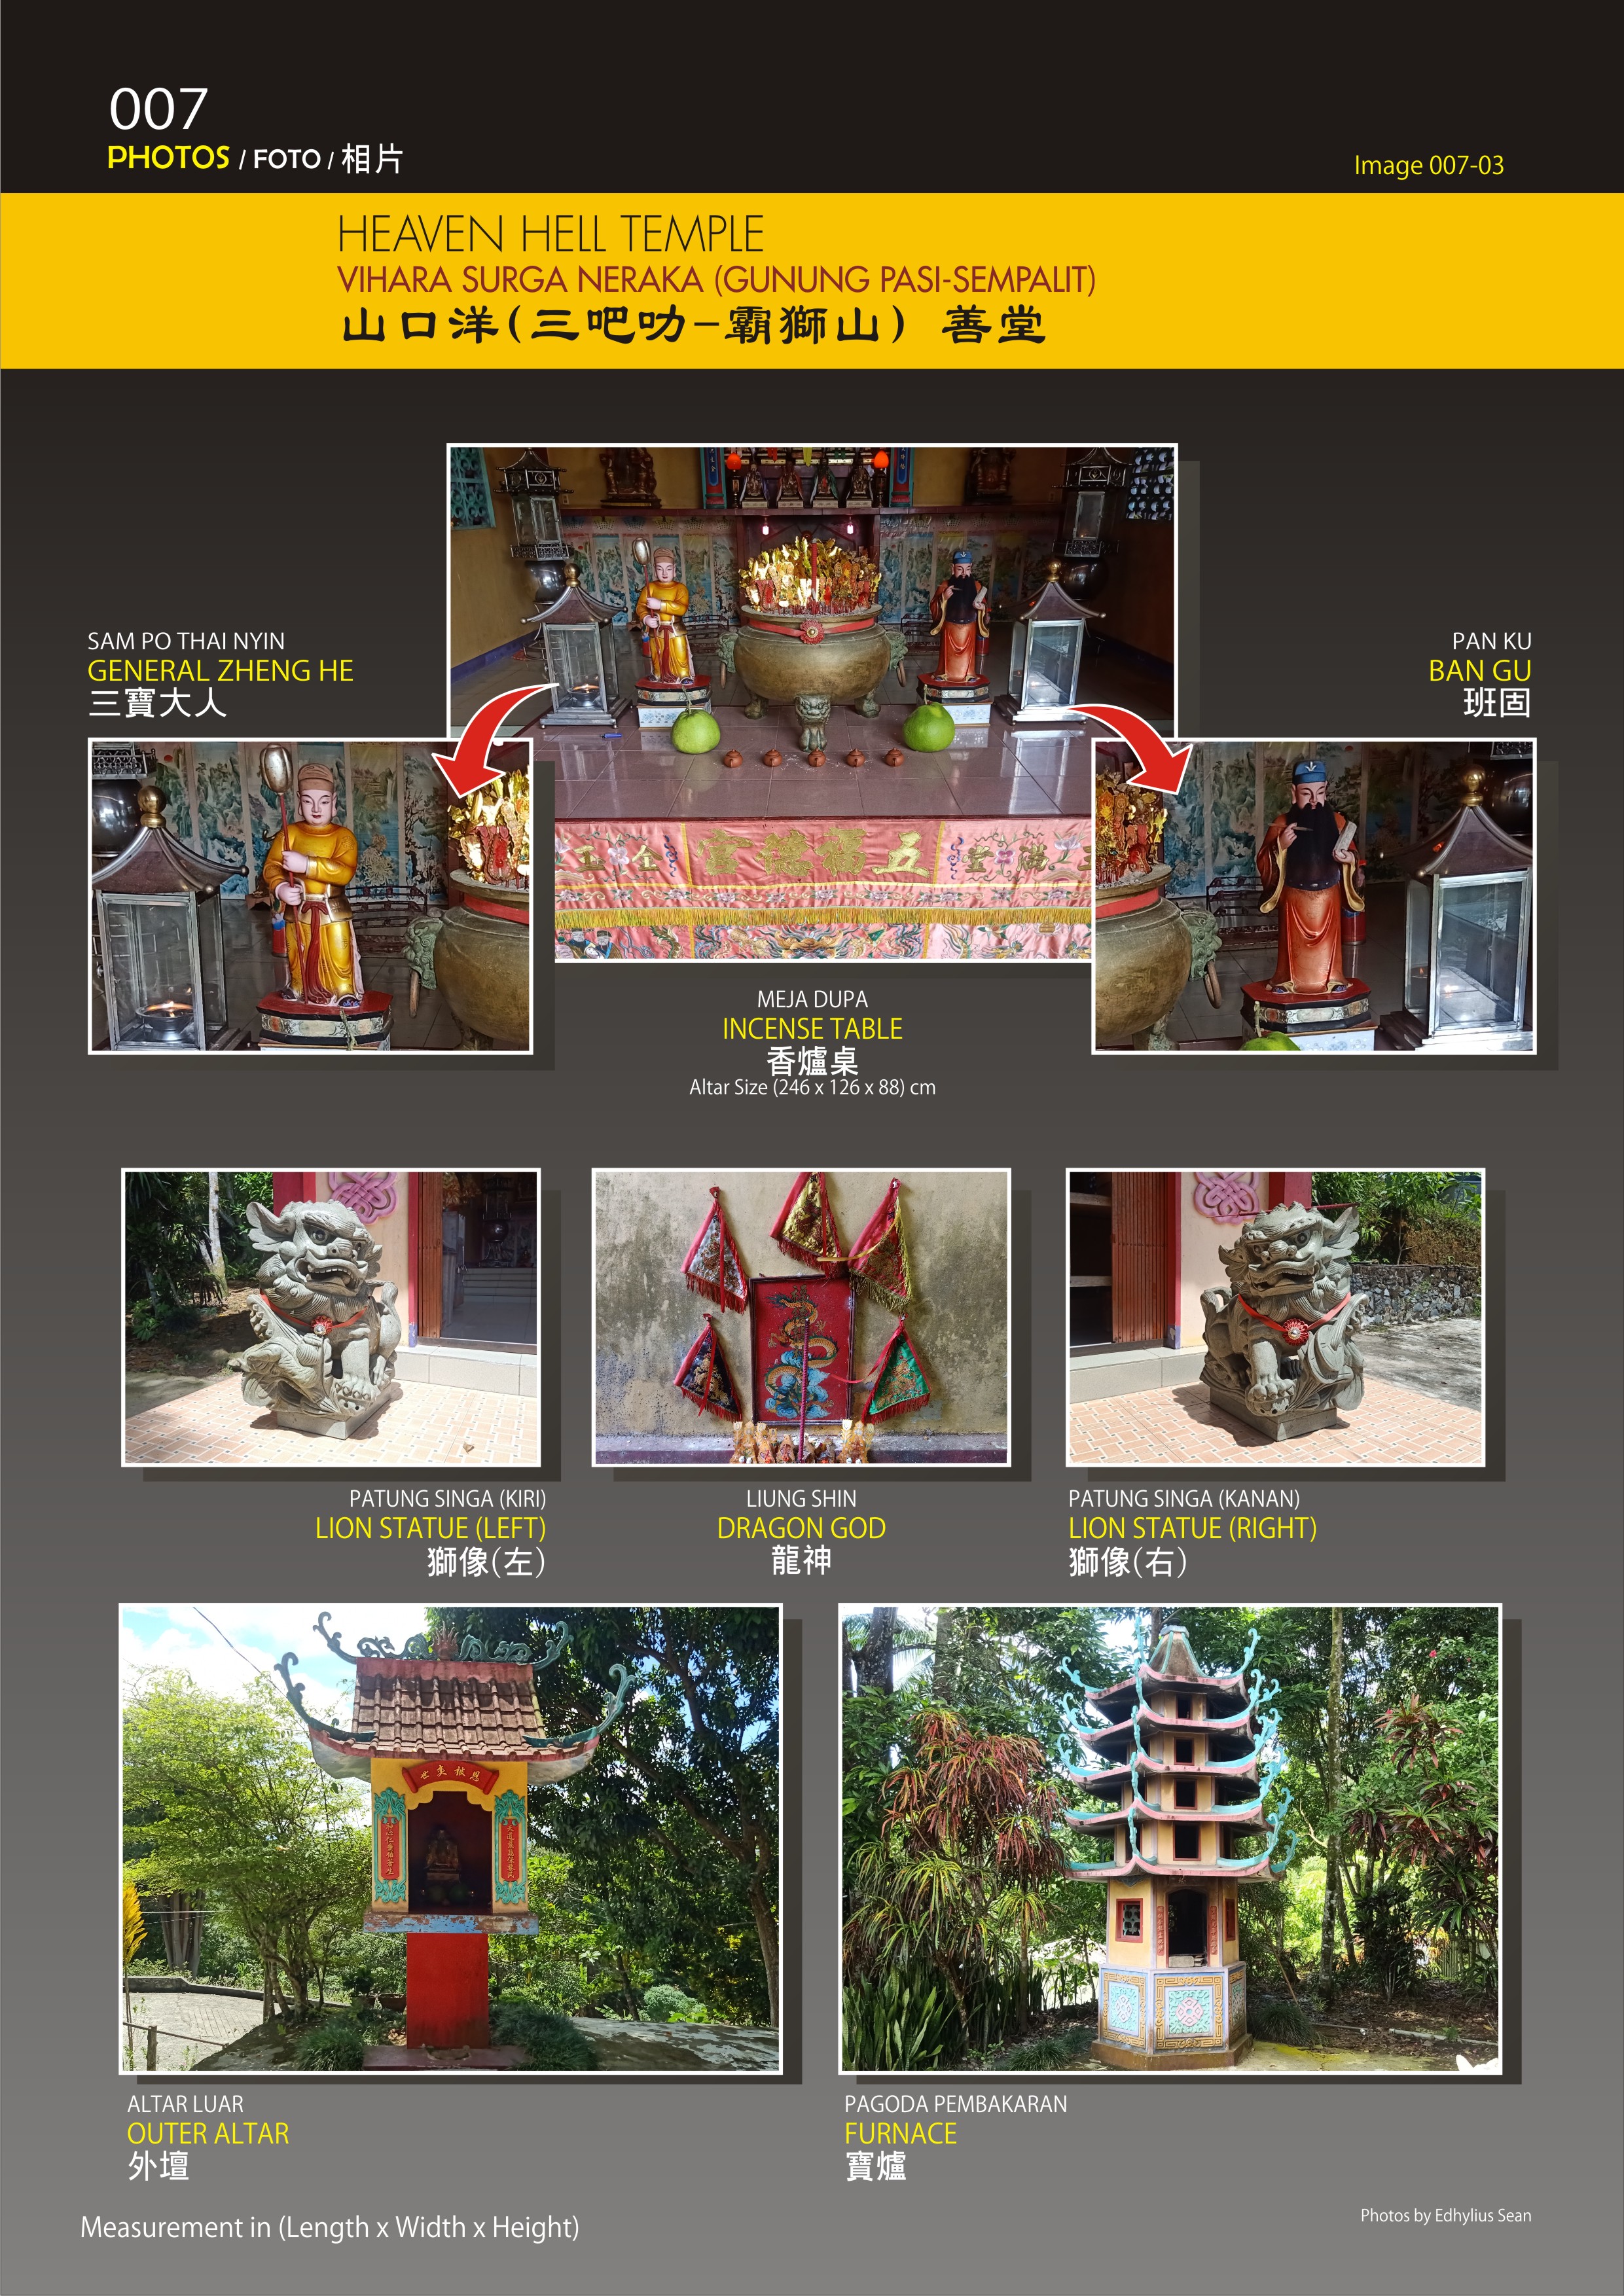 007
PHOTOS / FOTO / 相片
Image 007-03
HEAVEN HELL TEMPLE
VIHARA SURGA NERAKA (GUNUNG PASI-SEMPALIT)
山口洋(三吧叻-霸獅山) 善堂
SAM PO THAI NYIN
GENERAL ZHENG HE
三寶大人
PAN KU
BAN GU
班固
宮德福五
MEJA DUPA
INCENSE TABLE
香爐桌
Altar Size (246 x 126 x 88) cm
PATUNG SINGA (KIRI)
LION STATUE (LEFT)
獅像(左)
LIUNG SHIN
DRAGON GOD
龍神
PATUNG SINGA (KANAN)
LION STATUE (RIGHT)
獅像(右)
ALTAR LUAR
OUTER ALTAR
外壇
PAGODA PEMBAKARAN
FURNACE
寶爐
Measurement in (Length x Width x Height)
Photos by Edhylius Sean